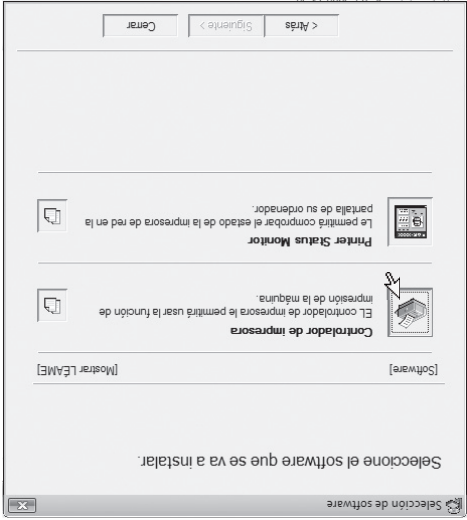 Selección de software
Seleccione el software que se va a instalar.
[Software] [Mostrar LÉAME]
Controlador de impresora
EL controlador de impresora le permitirá usar la función de
impresión de la máquina.
Printer Status Monitor
Le permitirá comprobar el estado de la impresora de red en la
pantalla de su ordenador.
< Atrás Siguiente > Cerrar